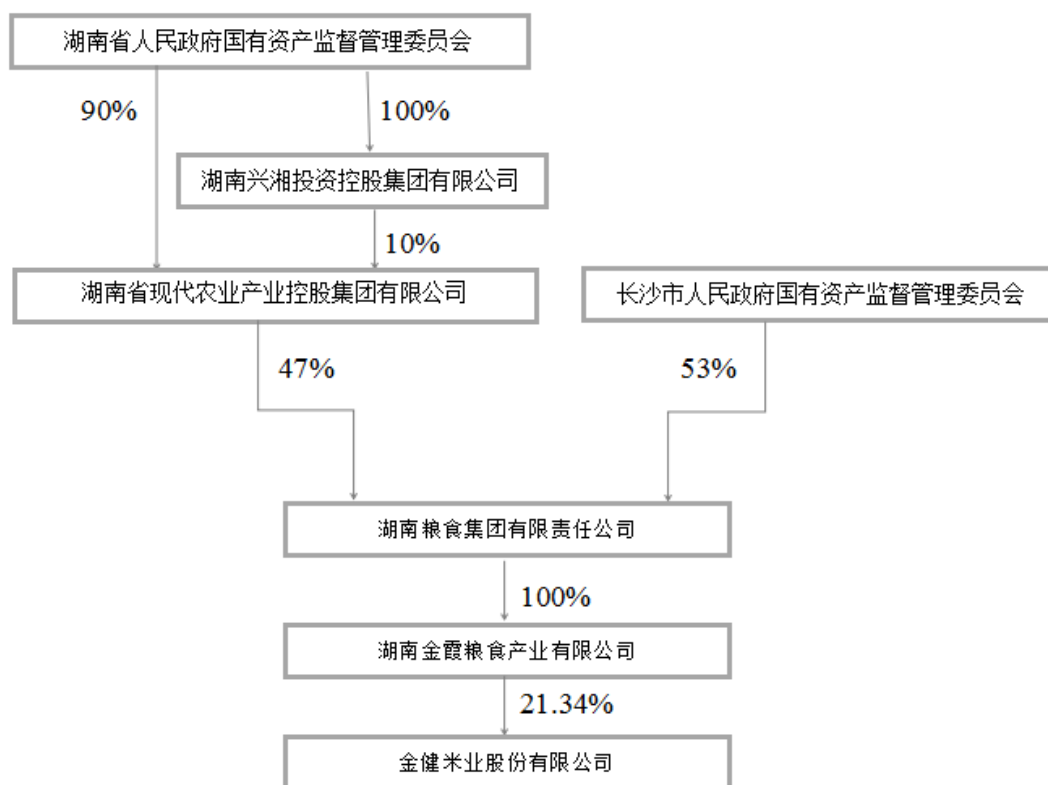 湖南省人民政府国有资产监督管理委员会
90%
100%
湖南兴湘投资控股集团有限公司
10%
湖南省现代农业产业控股集团有限公司
长沙市人民政府国有资产监督管理委员会
47%
53%
湖南粮食集团有限责任公司
100%
湖南金霞粮食产业有限公司
21.34%
金健米业股份有限公司